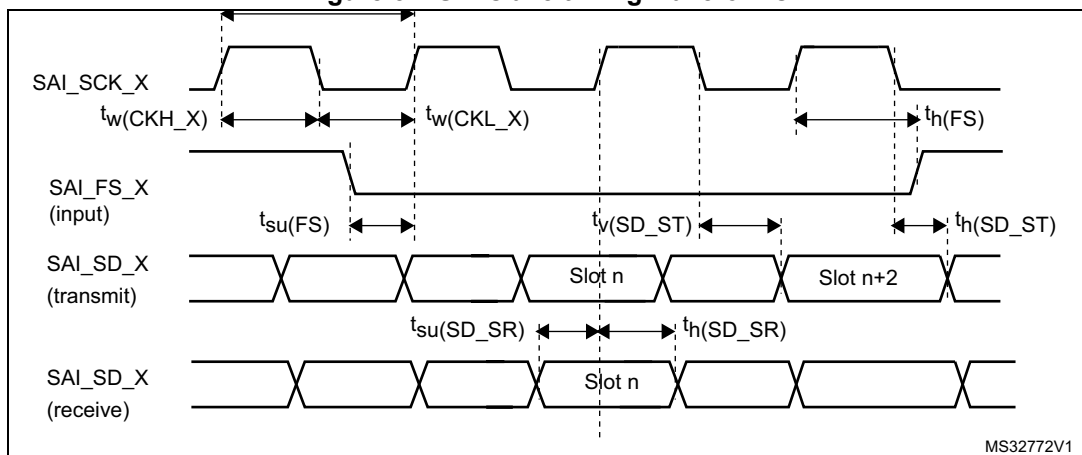 SAI_SCK_X
tw(CKH_X)
tw(CKL_X)
th(FS)
SAI_FS_X
(input)
tsu(FS)
tv(SD_ST)
th(SD_ST)
SAI_SD_X
(transmit)
Slot n
Slot n+2
tsu(SD_SR)
th(SD_SR)
SAI_SD_X
(receive)
Slot n
MS32772V1